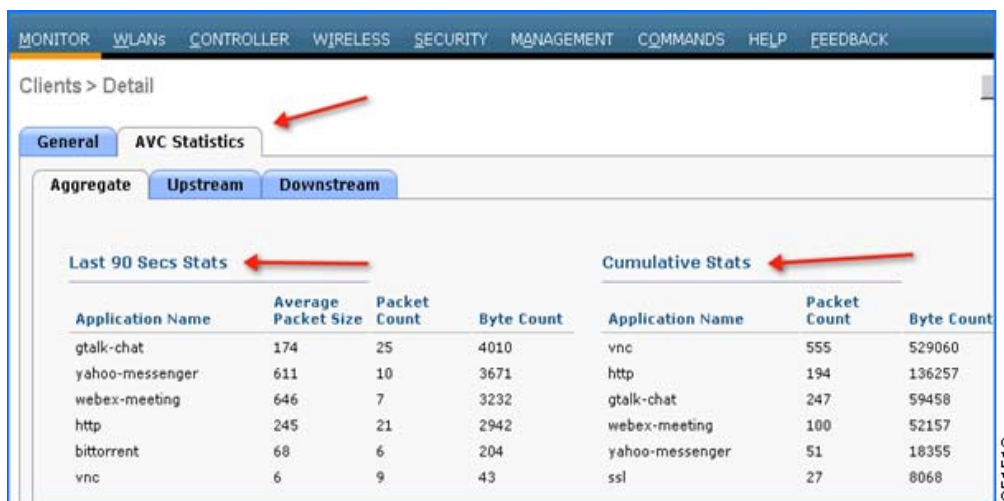 MONITOR WLANs CONTROLLER WIRELESS SECURITY MANAGEMENT COMMANDS HELP FEEDBACK
Clients > Detail
General AVC Statistics
Aggregate Upstream Downstream
Last 90 Secs Stats
Application Name Average Packet Size Packet Count Byte Count
gtalk-chat 174 25 4010
yahoo-messenger 611 10 3671
webex-meeting 646 7 3232
http 245 21 2942
bittorrent 68 6 204
vnc 6 9 43
Cumulative Stats
Application Name Packet Count Byte Count
vnc 555 529060
http 194 136257
gtalk-chat 247 59458
webex-meeting 100 52157
yahoo-messenger 51 18355
ssl 27 8068